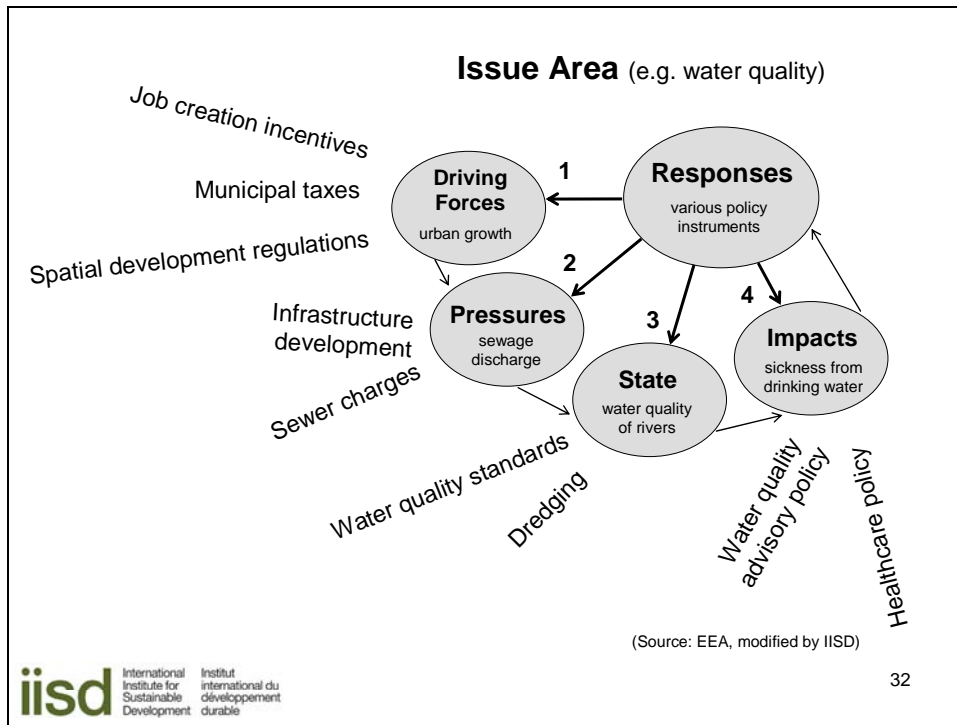 Issue Area (e.g. water quality)
Job creation incentives
Municipal taxes
Spatial development regulations
Infrastructure
development
Sewer charges
Water quality standards
Dredging
Water quality
advisory policy
Healthcare policy
Driving
Forces
urban growth
1
Responses
various policy
instruments
2
Pressures
sewage
discharge
3
State
water quality
of rivers
4
Impacts
sickness from
drinking water
(Source: EEA, modified by IISD)
iisd
International
Institute for
Sustainable
Development
Institut
international du
développement
durable
32